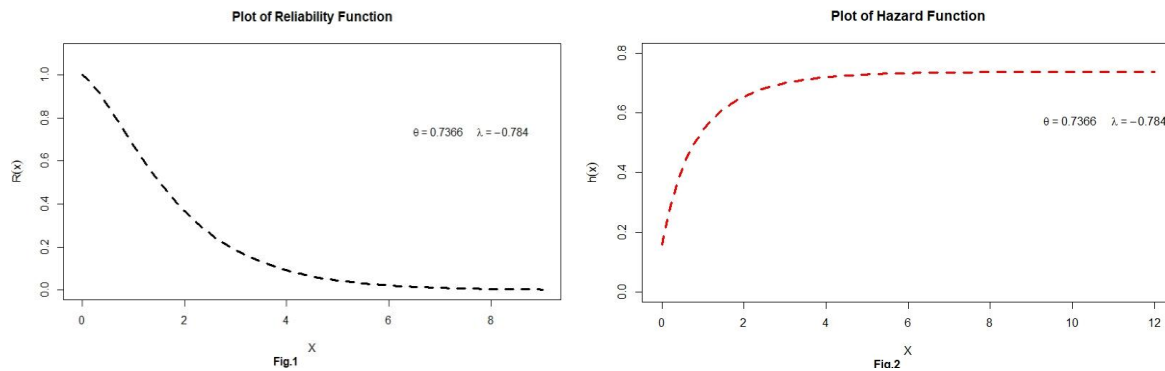 Plot of Reliability Function
R(x)
1.0
0.8
0.6
0.4
0.2
0.0
θ = 0.7366 λ = −0.784
0 2 4 6 8
X
Fig.1
Plot of Hazard Function
h(x)
0.8
0.6
0.4
0.2
0.0
θ = 0.7366 λ = −0.784
0 2 4 6 8 10 12
X
Fig.2